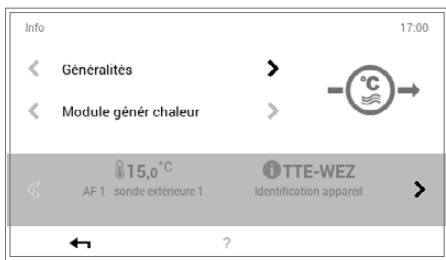 Info 17:00
Généralités
°C
Module génér chaleur
15,0°C TTE-WEZ
AF 1 - sonde extérieure 1 Identification appareil
?